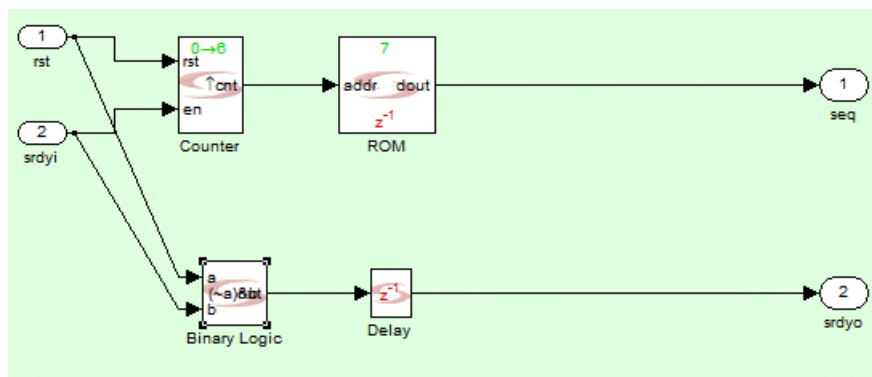 1
rst
2
srdyi
0→6
rst
↑cnt
en
Counter
7
addr dout
z⁻¹
ROM
1
seq
a
b
Binary Logic
z⁻¹
Delay
2
srdyo